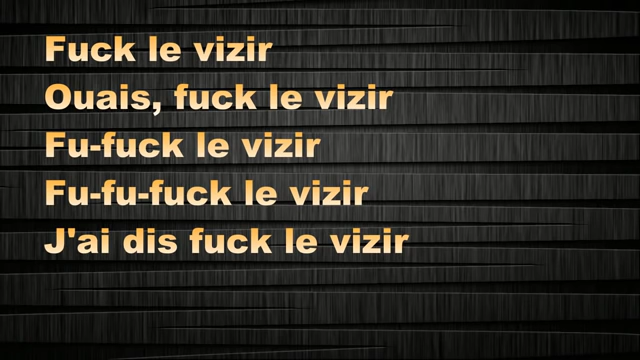 Fuck le vizir
Ouais, fuck le vizir
Fu-fuck le vizir
Fu-fu-fuck le vizir
J'ai dis fuck le vizir